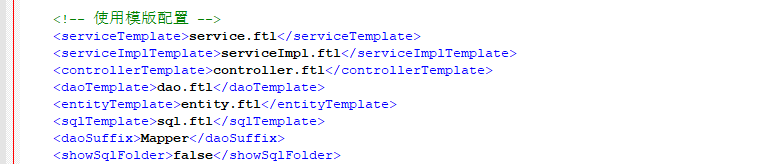 <!-- 使用模版配置 -->
<serviceTemplate>service.ftl</serviceTemplate>
<serviceImplTemplate>serviceImpl.ftl</serviceImplTemplate>
<controllerTemplate>controller.ftl</controllerTemplate>
<daoTemplate>dao.ftl</daoTemplate>
<entityTemplate>entity.ftl</entityTemplate>
<sqlTemplate>sql.ftl</sqlTemplate>
<daoSuffix>Mapper</daoSuffix>
<showSqlFolder>false</showSqlFolder>